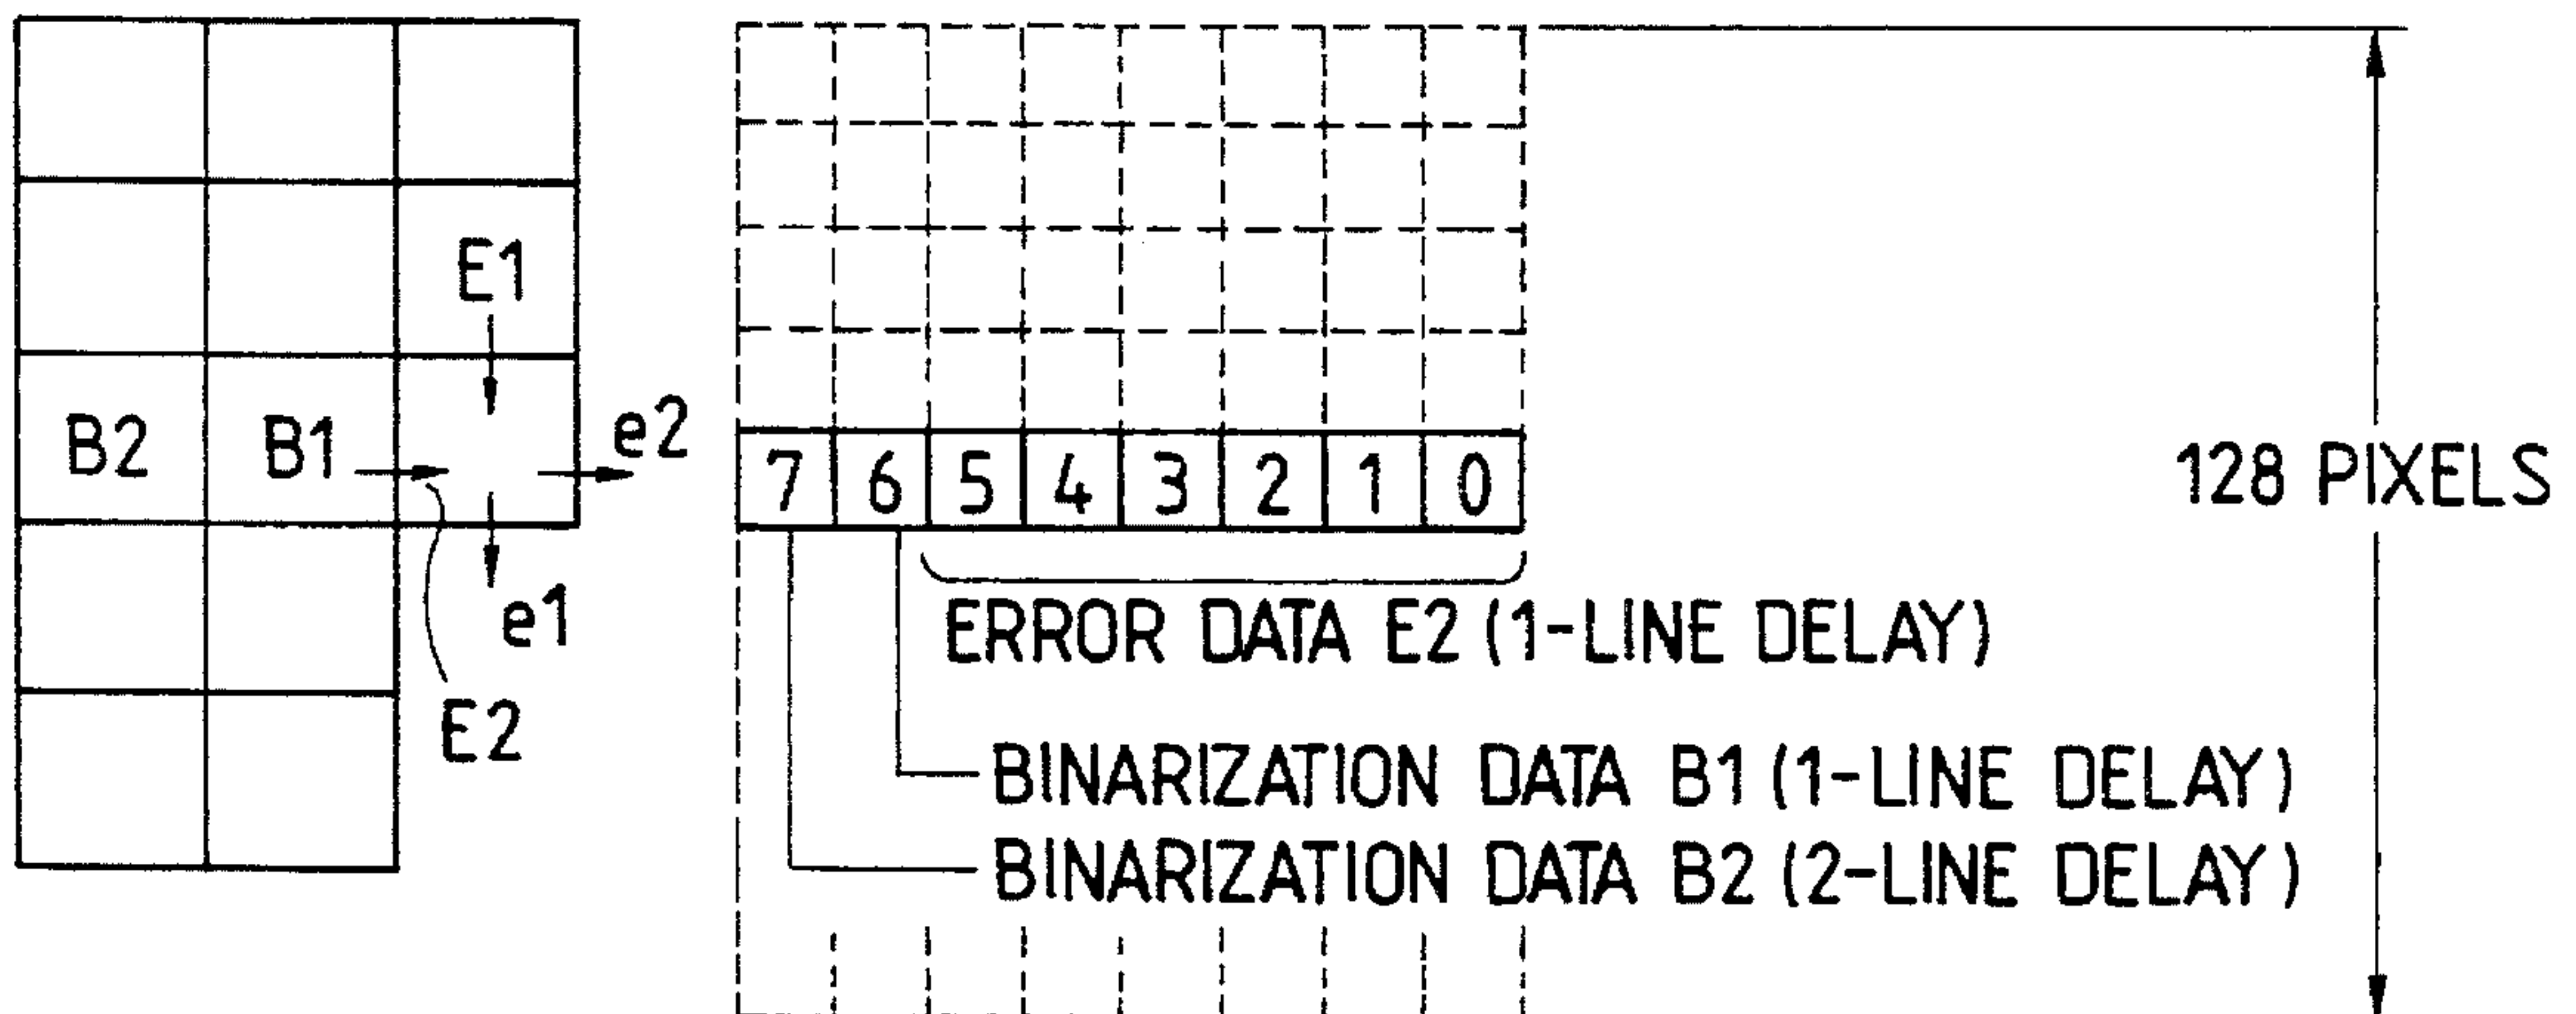 E1
B2 B1 e2
e1
E2
7 6 5 4 3 2 1 0
128 PIXELS
ERROR DATA E2 (1-LINE DELAY)
BINARIZATION DATA B1 (1-LINE DELAY)
BINARIZATION DATA B2 (2-LINE DELAY)